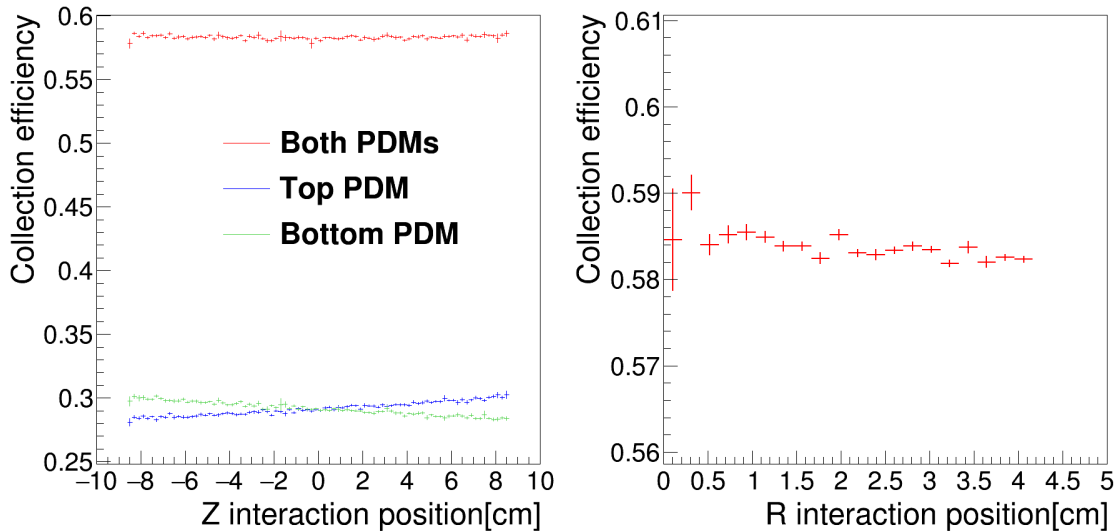 Collection efficiency
0.6
0.55
0.5
0.45
0.4
0.35
0.3
0.25
Both PDMs
Top PDM
Bottom PDM
−10 −8 −6 −4 −2 0 2 4 6 8 10
Z interaction position[cm]
Collection efficiency
0.61
0.6
0.59
0.58
0.57
0.56
0 0.5 1 1.5 2 2.5 3 3.5 4 4.5 5
R interaction position[cm]